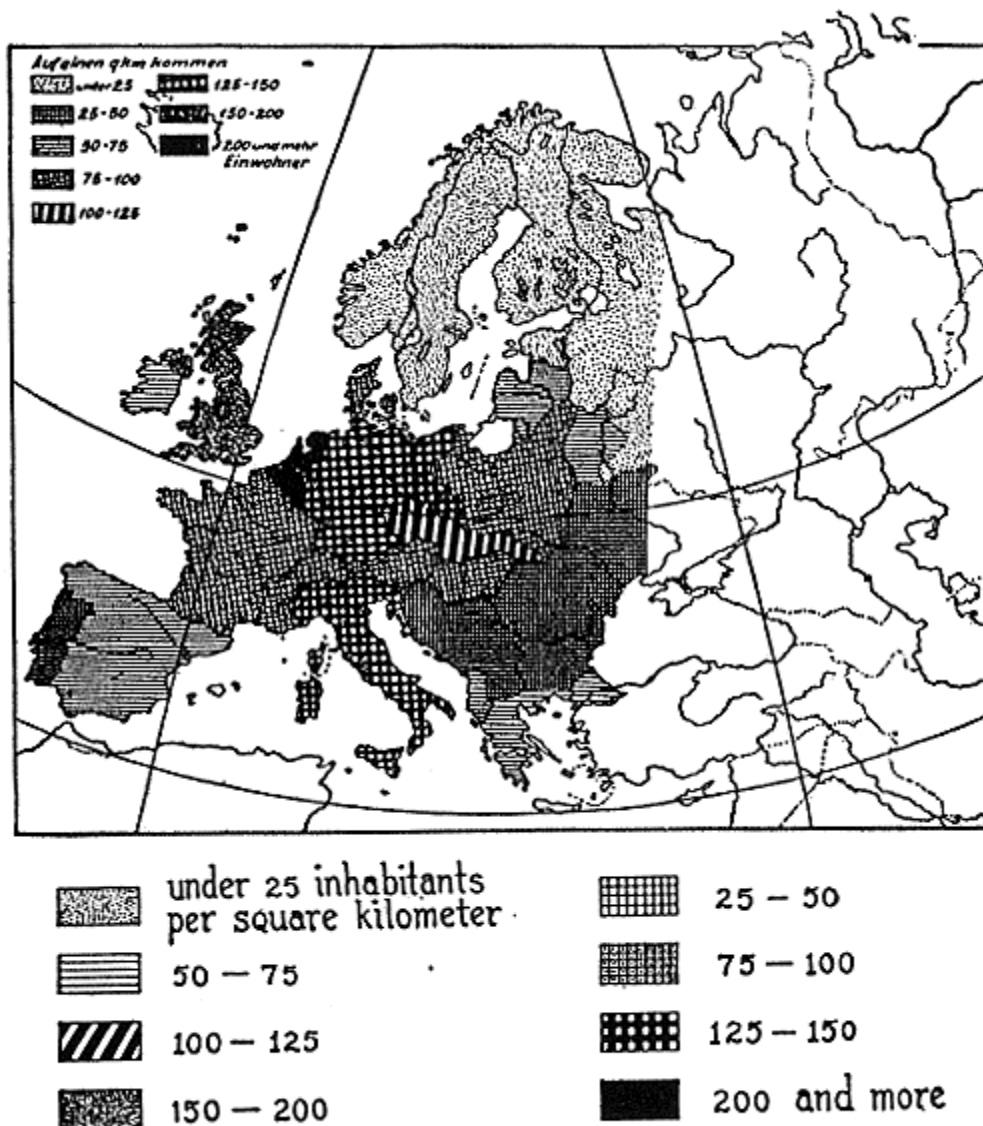 Auf einen qkm kommen
unter 25
25-50
50-75
75-100
100-125
125-150
150-200
200 und mehr
Einwohner
under 25 inhabitants
per square kilometer
50 — 75
100 — 125
150 — 200
25 — 50
75 — 100
125 — 150
200 and more